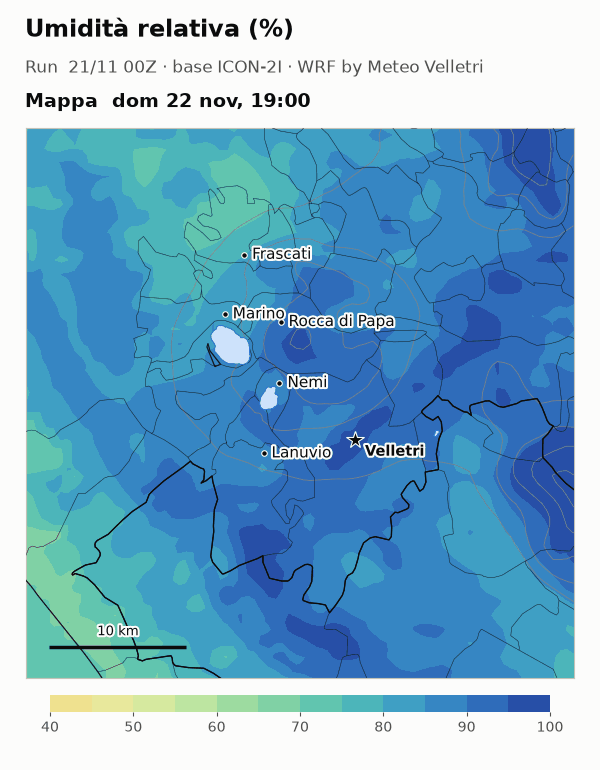 Umidità relativa (%)
Run  21/11 00Z · base ICON-2I · WRF by Meteo Velletri
Mappa  dom 22 nov, 19:00
Frascati
Marino
Rocca di Papa
Nemi
Velletri
Lanuvio
10 km
40 50 60 70 80 90 100